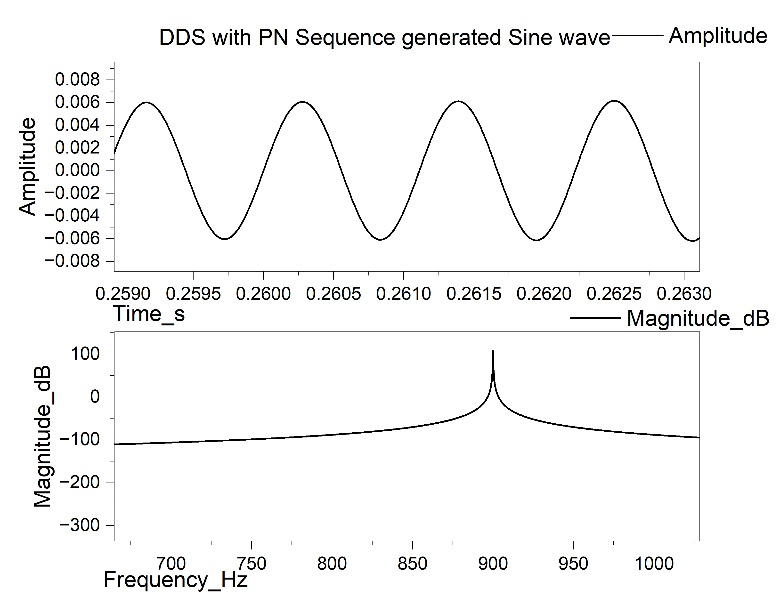 DDS with PN Sequence generated Sine wave
Amplitude
Amplitude
0.008
0.006
0.004
0.002
0.000
−0.002
−0.004
−0.006
−0.008
0.2590 0.2595 0.2600 0.2605 0.2610 0.2615 0.2620 0.2625 0.2630
Time_s
Magnitude_dB
Magnitude_dB
100
0
−100
−200
−300
700 750 800 850 900 950 1000
Frequency_Hz